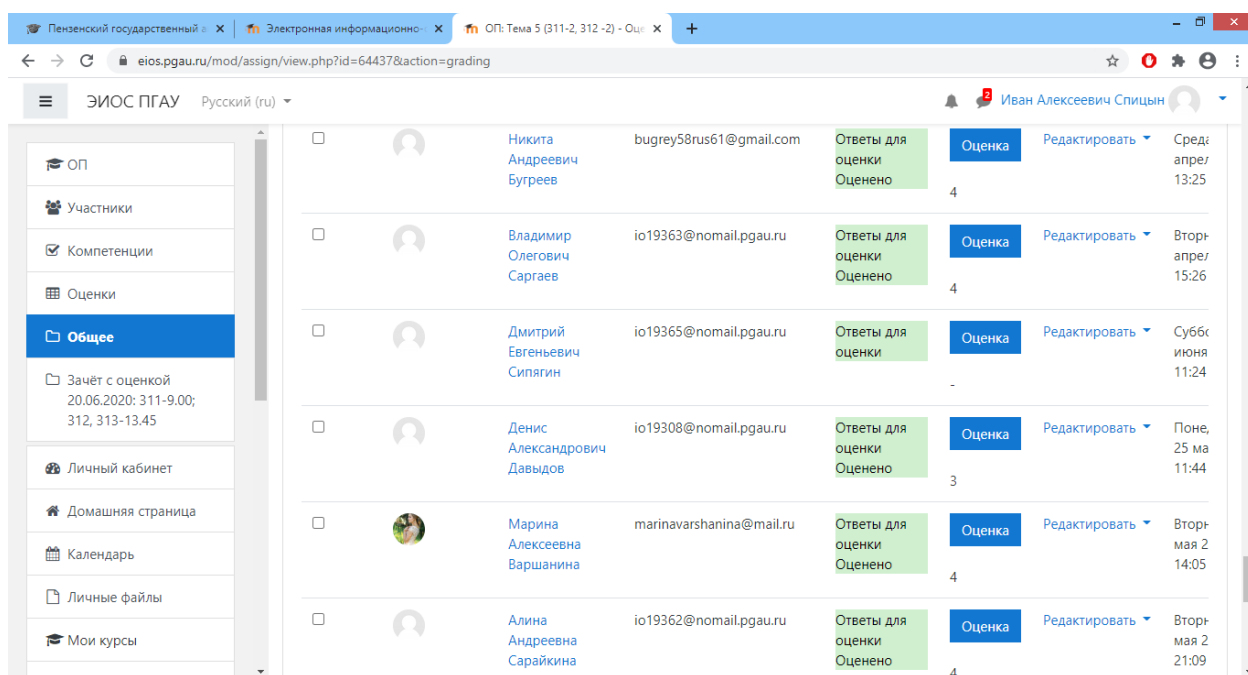 Пензенский государственный а
Электронная информационно-о
ОП: Тема 5 (311-2, 312 -2) - Оце
eios.pgau.ru/mod/assign/view.php?id=64437&action=grading
ЭИОС ПГАУ
Русский (ru)
2
Иван Алексеевич Спицын
ОП
Участники
Компетенции
Оценки
Общее
Зачёт с оценкой
20.06.2020: 311-9.00;
312, 313-13.45
Личный кабинет
Домашняя страница
Календарь
Личные файлы
Мои курсы
Никита
Андреевич
Бугреев
bugrey58rus61@gmail.com
Ответы для
оценки
Оценено
Оценка
4
Редактировать
Среда
апрел
13:25
Владимир
Олегович
Саргаев
io19363@nomail.pgau.ru
Ответы для
оценки
Оценено
Оценка
4
Редактировать
Вторн
апрел
15:26
Дмитрий
Евгеньевич
Сипягин
io19365@nomail.pgau.ru
Ответы для
оценки
Оценка
-
Редактировать
Суббо
июня
11:24
Денис
Александрович
Давыдов
io19308@nomail.pgau.ru
Ответы для
оценки
Оценено
Оценка
3
Редактировать
Поне,
25 ма
11:44
Марина
Алексеевна
Варшанина
marinavarshanina@mail.ru
Ответы для
оценки
Оценено
Оценка
4
Редактировать
Вторн
мая 2
14:05
Алина
Андреевна
Сарайкина
io19362@nomail.pgau.ru
Ответы для
оценки
Оценено
Оценка
4
Редактировать
Вторн
мая 2
21:09